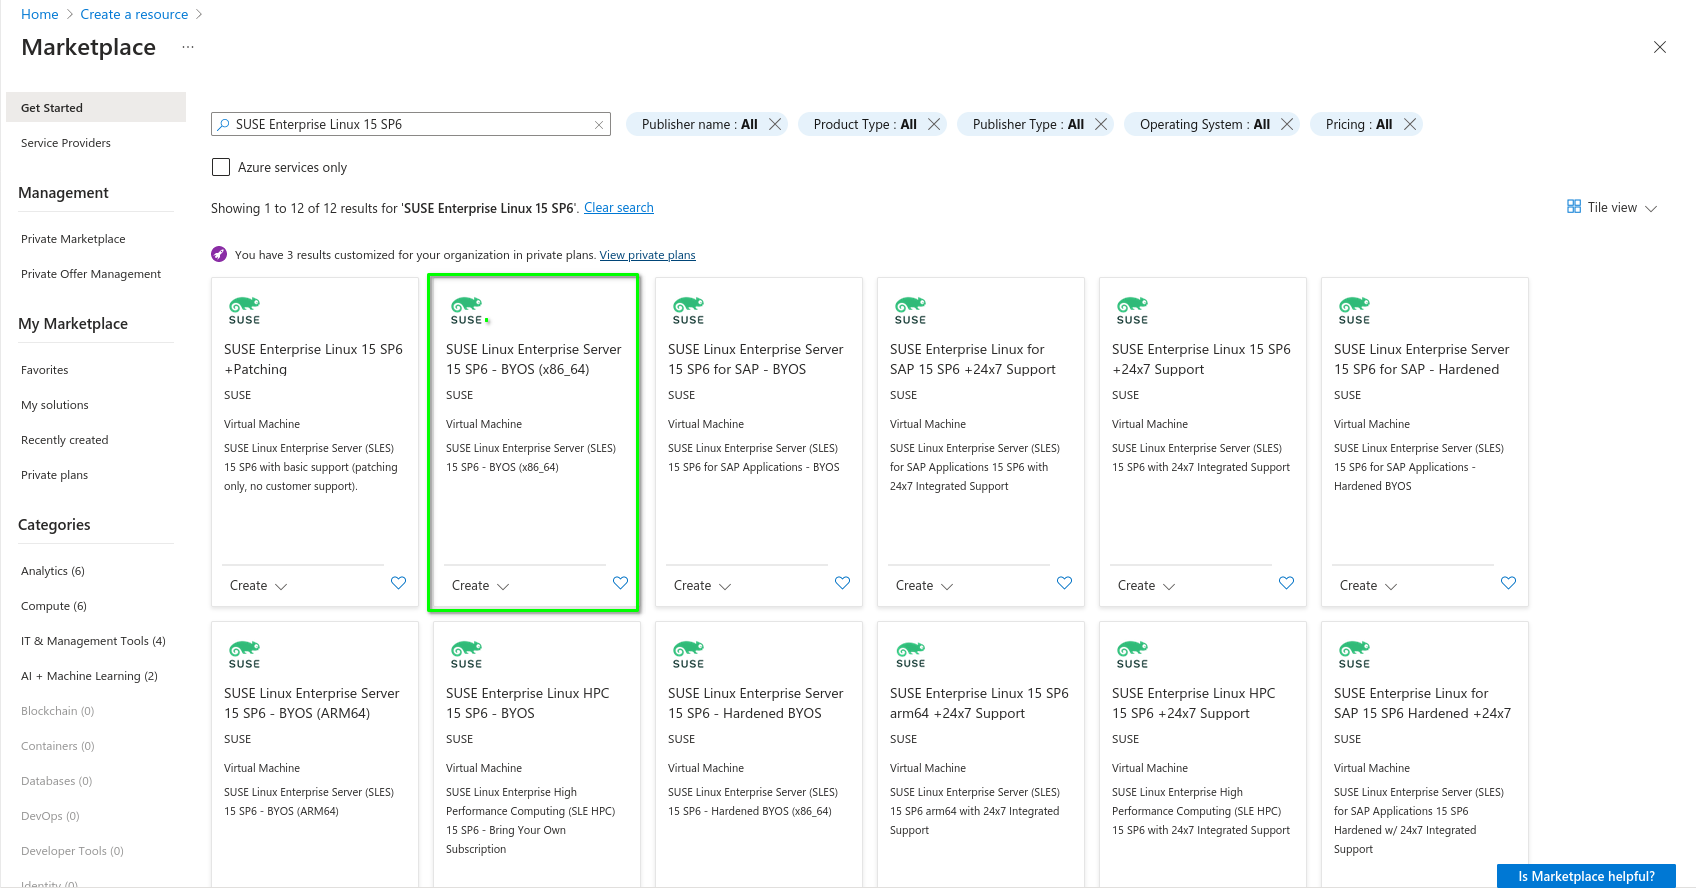 Home > Create a resource >
Marketplace ...
Get Started
Service Providers
Management
Private Marketplace
Private Offer Management
My Marketplace
Favorites
My solutions
Recently created
Private plans
Categories
Analytics (6)
Compute (6)
IT & Management Tools (4)
AI + Machine Learning (2)
Blockchain (0)
Containers (0)
Databases (0)
DevOps (0)
Developer Tools (0)
Identity (0)
SUSE Enterprise Linux 15 SP6
Publisher name : All
Product Type : All
Publisher Type : All
Operating System : All
Pricing : All
Azure services only
Showing 1 to 12 of 12 results for 'SUSE Enterprise Linux 15 SP6'. Clear search
Tile view
You have 3 results customized for your organization in private plans. View private plans
SUSE
SUSE Enterprise Linux 15 SP6
+Patching
SUSE
Virtual Machine
SUSE Linux Enterprise Server (SLES)
15 SP6 with basic support (patching
only, no customer support).
Create
SUSE
SUSE Linux Enterprise Server
15 SP6 - BYOS (x86_64)
SUSE
Virtual Machine
SUSE Linux Enterprise Server (SLES)
15 SP6 - BYOS (x86_64)
Create
SUSE
SUSE Linux Enterprise Server
15 SP6 for SAP - BYOS
SUSE
Virtual Machine
SUSE Linux Enterprise Server (SLES)
15 SP6 for SAP Applications - BYOS
Create
SUSE
SUSE Enterprise Linux for
SAP 15 SP6 +24x7 Support
SUSE
Virtual Machine
SUSE Linux Enterprise Server (SLES)
for SAP Applications 15 SP6 with
24x7 Integrated Support
Create
SUSE
SUSE Enterprise Linux 15 SP6
+24x7 Support
SUSE
Virtual Machine
SUSE Linux Enterprise Server (SLES)
15 SP6 with 24x7 Integrated Support
Create
SUSE
SUSE Linux Enterprise Server
15 SP6 for SAP - Hardened
SUSE
Virtual Machine
SUSE Linux Enterprise Server (SLES)
15 SP6 for SAP Applications -
Hardened BYOS
Create
SUSE
SUSE Linux Enterprise Server
15 SP6 - BYOS (ARM64)
SUSE
Virtual Machine
SUSE Linux Enterprise Server (SLES)
15 SP6 - BYOS (ARM64)
SUSE
SUSE Enterprise Linux HPC
15 SP6 - BYOS
SUSE
Virtual Machine
SUSE Linux Enterprise High
Performance Computing (SLE HPC)
15 SP6 - Bring Your Own
Subscription
SUSE
SUSE Linux Enterprise Server
15 SP6 - Hardened BYOS
SUSE
Virtual Machine
SUSE Linux Enterprise Server (SLES)
15 SP6 - Hardened BYOS (x86_64)
SUSE
SUSE Enterprise Linux 15 SP6
arm64 +24x7 Support
SUSE
Virtual Machine
SUSE Linux Enterprise Server (SLES)
15 SP6 arm64 with 24x7 Integrated
Support
SUSE
SUSE Enterprise Linux HPC
15 SP6 +24x7 Support
SUSE
Virtual Machine
SUSE Linux Enterprise High
Performance Computing (SLE HPC)
15 SP6 with 24x7 Integrated Support
SUSE
SUSE Enterprise Linux for
SAP 15 SP6 Hardened +24x7
SUSE
Virtual Machine
SUSE Linux Enterprise Server (SLES)
for SAP Applications 15 SP6
Hardened w/ 24x7 Integrated
Support
Is Marketplace helpful?